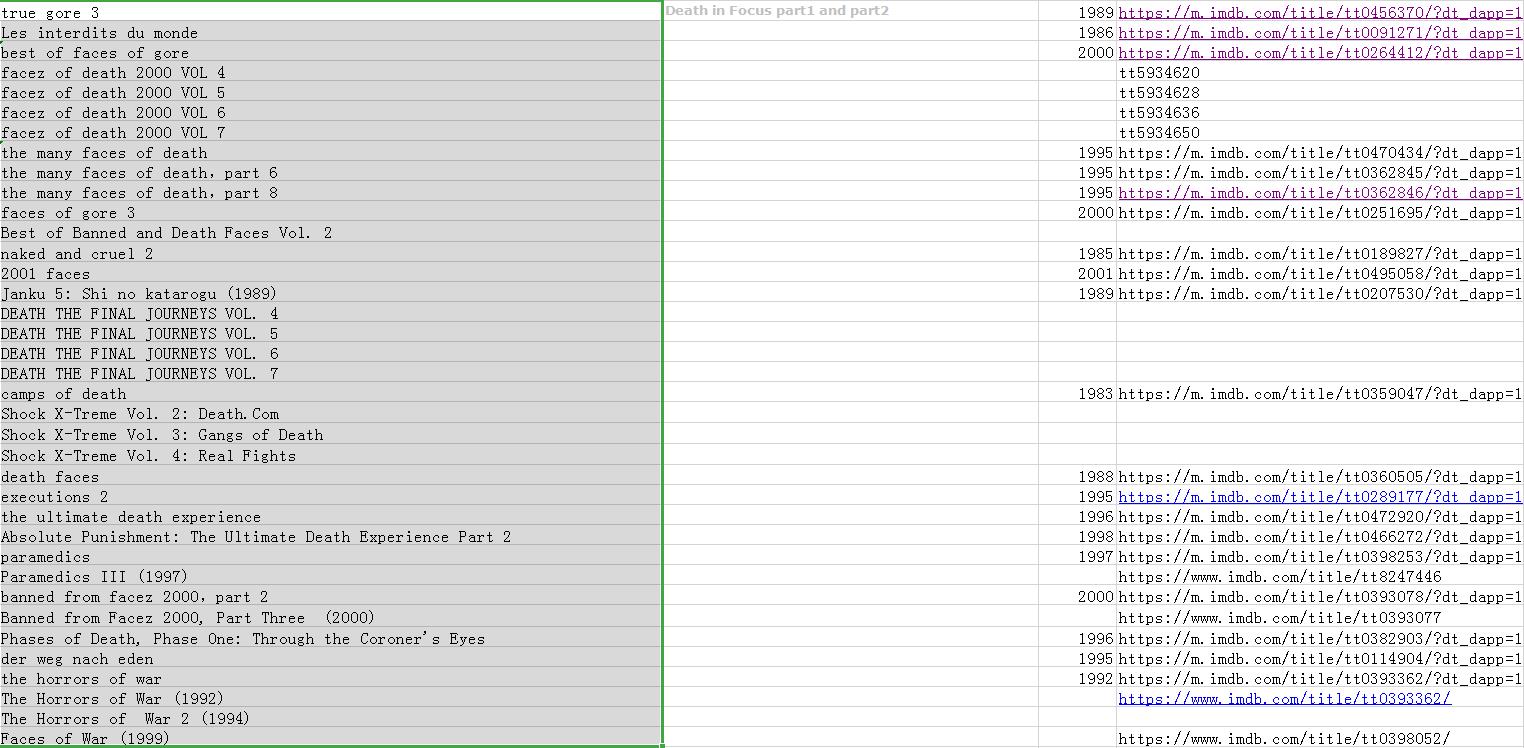 true gore 3 Death in Focus part1 and part2 1989 https://m.imdb.com/title/tt0456370/?dt_dapp=1
Les interdits du monde 1986 https://m.imdb.com/title/tt0091271/?dt_dapp=1
best of faces of gore 2000 https://m.imdb.com/title/tt0264412/?dt_dapp=1
facez of death 2000 VOL 4 tt5934620
facez of death 2000 VOL 5 tt5934628
facez of death 2000 VOL 6 tt5934636
facez of death 2000 VOL 7 tt5934650
the many faces of death 1995 https://m.imdb.com/title/tt0470434/?dt_dapp=1
the many faces of death, part 6 1995 https://m.imdb.com/title/tt0362845/?dt_dapp=1
the many faces of death, part 8 1995 https://m.imdb.com/title/tt0362846/?dt_dapp=1
faces of gore 3 2000 https://m.imdb.com/title/tt0251695/?dt_dapp=1
Best of Banned and Death Faces Vol. 2
naked and cruel 2 1985 https://m.imdb.com/title/tt0189827/?dt_dapp=1
2001 faces 2001 https://m.imdb.com/title/tt0495058/?dt_dapp=1
Janku 5: Shi no katarogu (1989) 1989 https://m.imdb.com/title/tt0207530/?dt_dapp=1
DEATH THE FINAL JOURNEYS VOL. 4
DEATH THE FINAL JOURNEYS VOL. 5
DEATH THE FINAL JOURNEYS VOL. 6
DEATH THE FINAL JOURNEYS VOL. 7
camps of death 1983 https://m.imdb.com/title/tt0359047/?dt_dapp=1
Shock X-Treme Vol. 2: Death.Com
Shock X-Treme Vol. 3: Gangs of Death
Shock X-Treme Vol. 4: Real Fights
death faces 1988 https://m.imdb.com/title/tt0360505/?dt_dapp=1
executions 2 1995 https://m.imdb.com/title/tt0289177/?dt_dapp=1
the ultimate death experience 1996 https://m.imdb.com/title/tt0472920/?dt_dapp=1
Absolute Punishment: The Ultimate Death Experience Part 2 1998 https://m.imdb.com/title/tt0466272/?dt_dapp=1
paramedics 1997 https://m.imdb.com/title/tt0398253/?dt_dapp=1
Paramedics III (1997) https://www.imdb.com/title/tt8247446
banned from facez 2000, part 2 2000 https://m.imdb.com/title/tt0393078/?dt_dapp=1
Banned from Facez 2000, Part Three (2000) https://www.imdb.com/title/tt0393077
Phases of Death, Phase One: Through the Coroner's Eyes 1996 https://m.imdb.com/title/tt0382903/?dt_dapp=1
der weg nach eden 1995 https://m.imdb.com/title/tt0114904/?dt_dapp=1
the horrors of war 1992 https://m.imdb.com/title/tt0393362/?dt_dapp=1
The Horrors of War (1992) https://www.imdb.com/title/tt0393362/
The Horrors of  War 2 (1994)
Faces of War (1999) https://www.imdb.com/title/tt0398052/